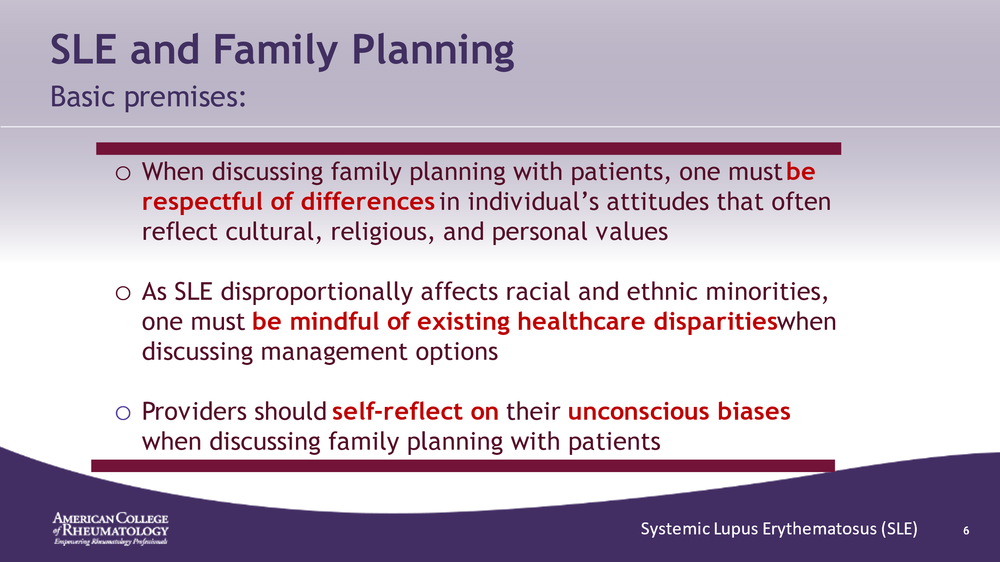 SLE and Family Planning
Basic premises:
○ When discussing family planning with patients, one must be
respectful of differences in individual’s attitudes that often
reflect cultural, religious, and personal values
○ As SLE disproportionally affects racial and ethnic minorities,
one must be mindful of existing healthcare disparitieswhen
discussing management options
○ Providers should self-reflect on their unconscious biases
when discussing family planning with patients
AMERICAN COLLEGE
of RHEUMATOLOGY
Empowering Rheumatology Professionals
Systemic Lupus Erythematosus (SLE)
6